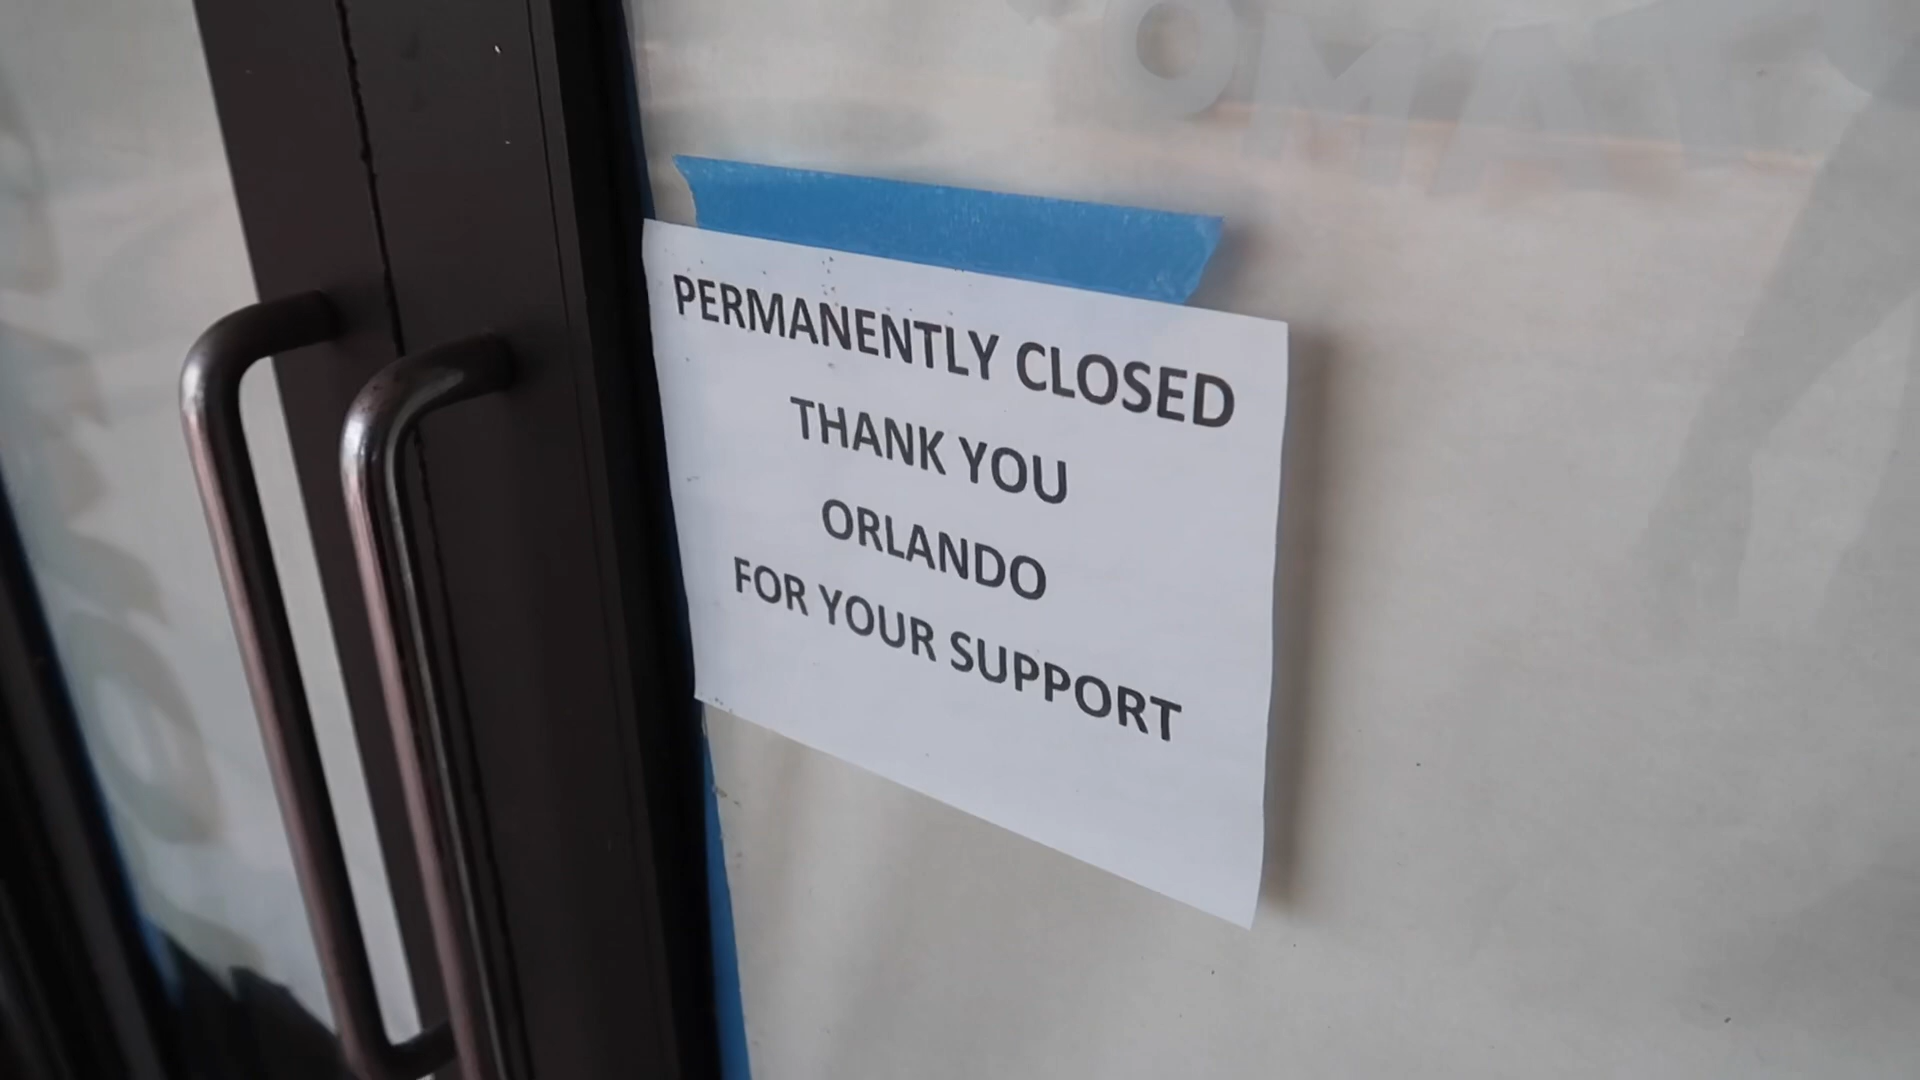 PERMANENTLY CLOSED
THANK YOU
ORLANDO
FOR YOUR SUPPORT